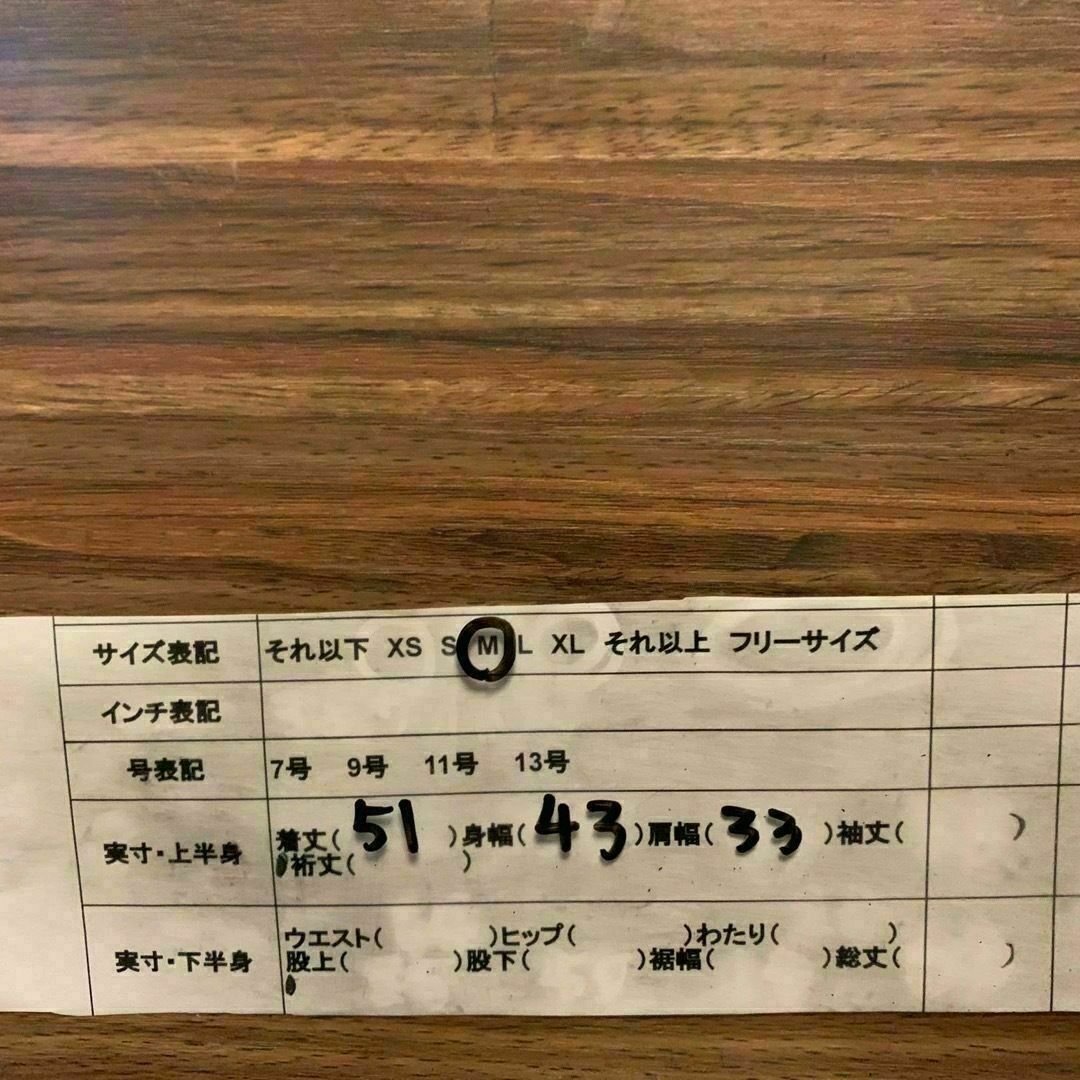 サイズ表記 それ以下 XS S M L XL それ以上 フリーサイズ
インチ表記
号表記 7号 9号 11号 13号
実寸・上半身 着丈( 51 )身幅( 43 )肩幅( 33 )袖丈( )
裄丈( )
実寸・下半身 ウエスト( )ヒップ( )わたり( )
股上( )股下( )裾幅( )総丈( )